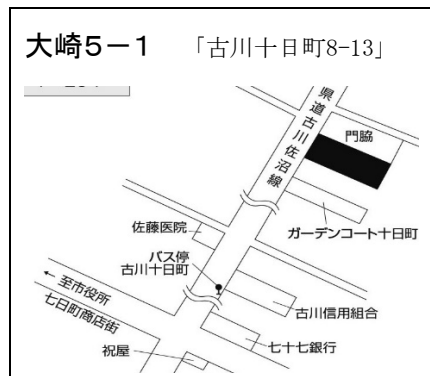 大崎5-1 「古川十日町8-13」
県道古川佐沼線
門脇
ガーデンコート十日町
佐藤医院
バス停
古川十日町
← 至市役所
七日町商店街
古川信用組合
七十七銀行
祝屋